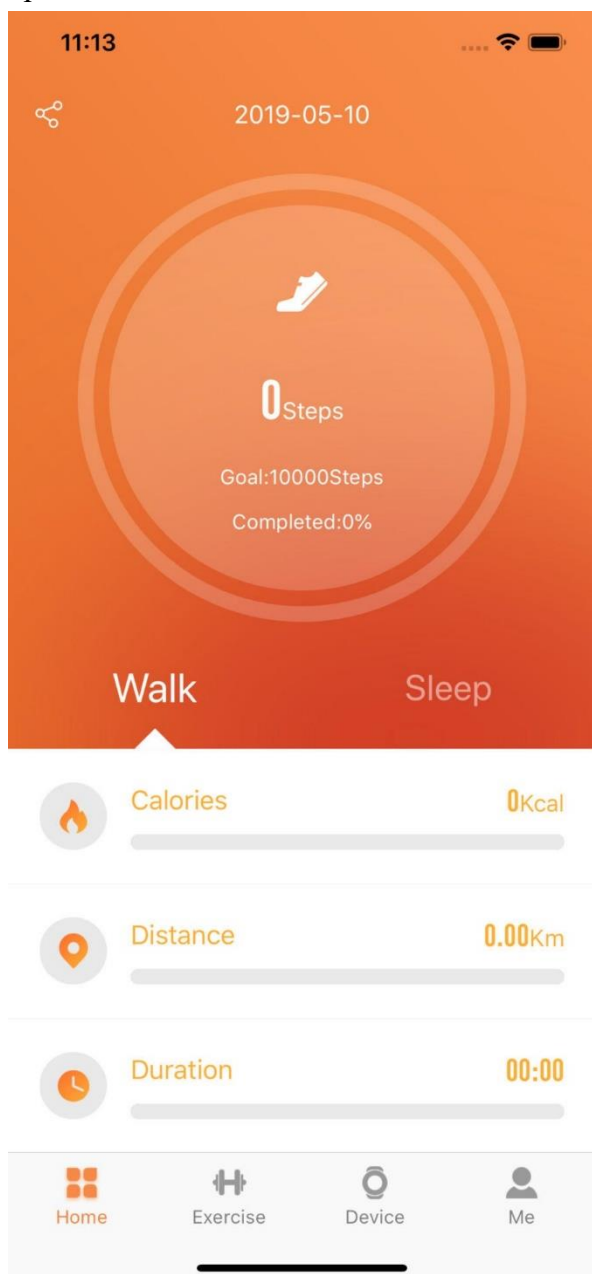 11:13
2019-05-10
0Steps
Goal:10000Steps
Completed:0%
Walk Sleep
Calories 0Kcal
Distance 0.00Km
Duration 00:00
Home Exercise Device Me